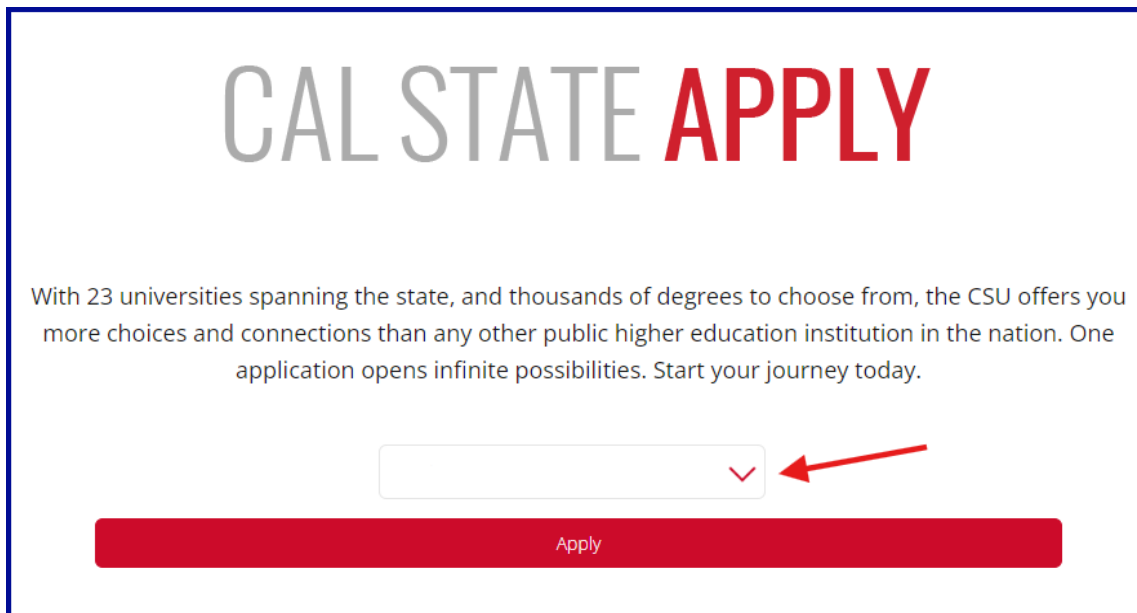 CAL STATE APPLY
With 23 universities spanning the state, and thousands of degrees to choose from, the CSU offers you
more choices and connections than any other public higher education institution in the nation. One
application opens infinite possibilities. Start your journey today.
Apply